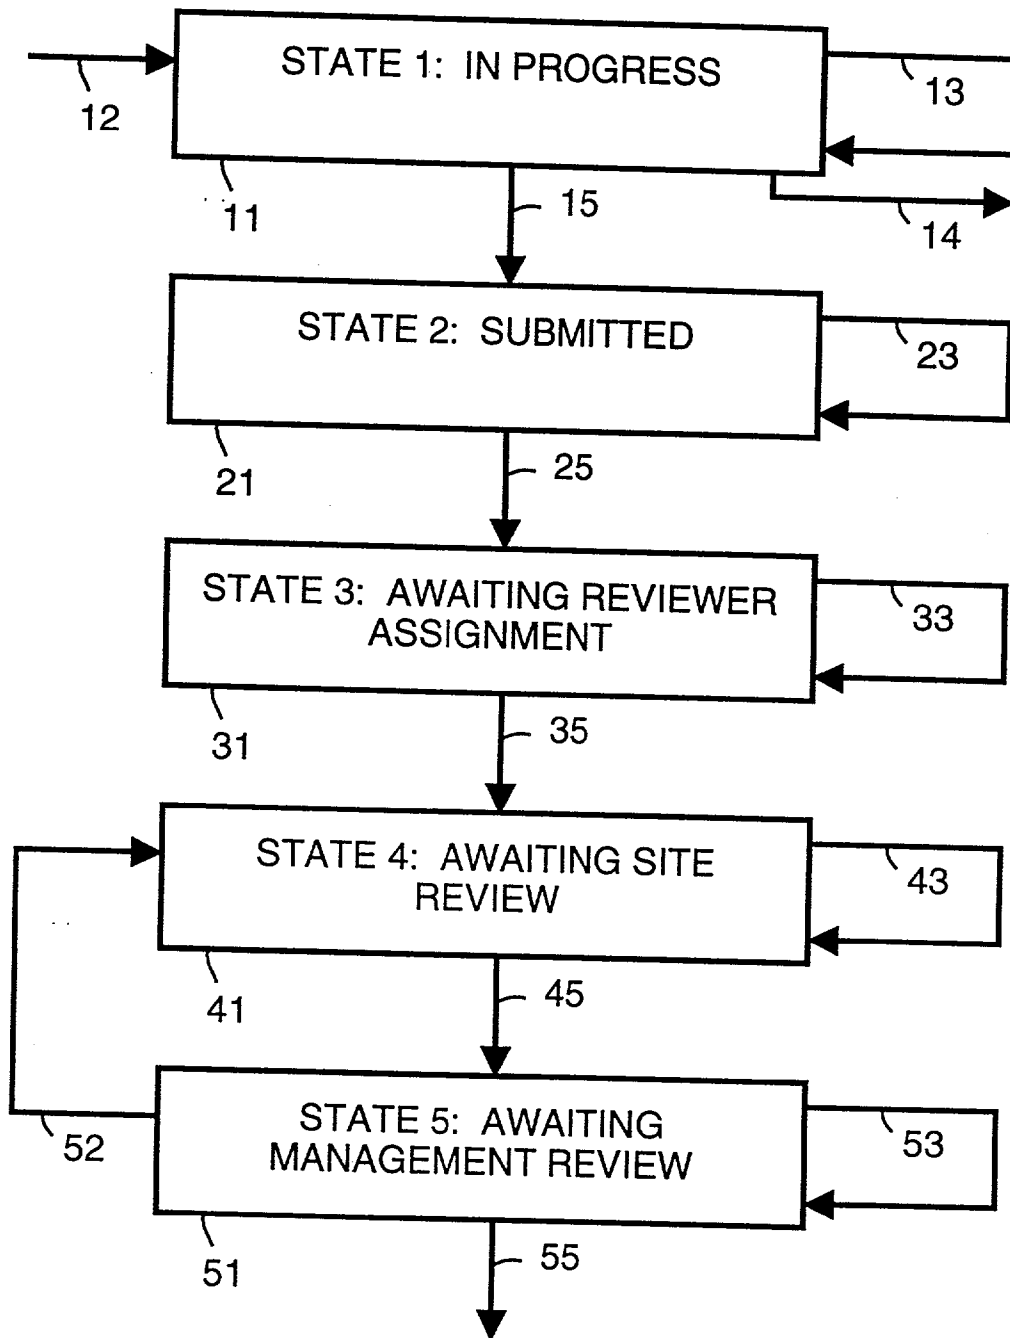 STATE 1: IN PROGRESS
12
13
11
15
14
STATE 2: SUBMITTED
23
21
25
STATE 3: AWAITING REVIEWER
ASSIGNMENT
33
31
35
STATE 4: AWAITING SITE
REVIEW
43
41
45
STATE 5: AWAITING
MANAGEMENT REVIEW
52
53
51
55